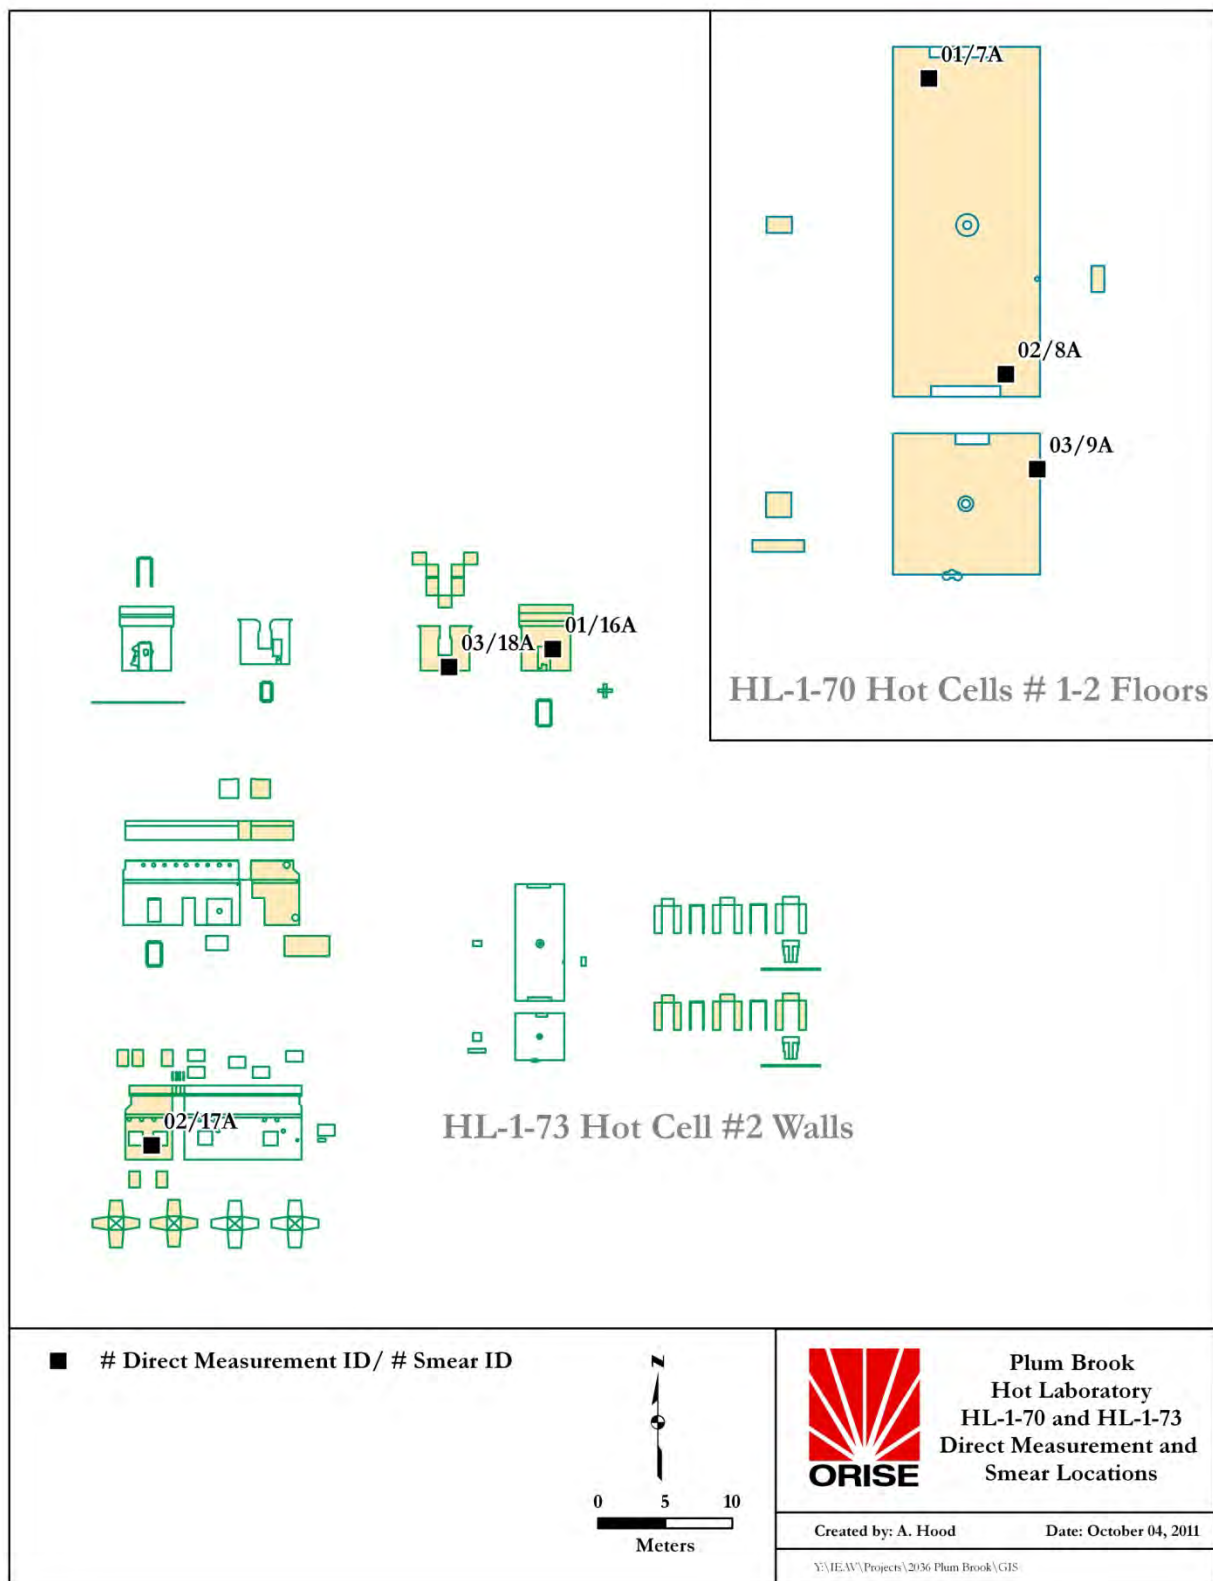 01/7A
02/8A
03/9A
HL-1-70 Hot Cells # 1-2 Floors
01/16A
03/18A
02/17A
HL-1-73 Hot Cell #2 Walls
# Direct Measurement ID/ # Smear ID
N
0 5 10
Meters
ORISE
Plum Brook
Hot Laboratory
HL-1-70 and HL-1-73
Direct Measurement and
Smear Locations
Created by: A. Hood Date: October 04, 2011
Y:\IEAV\Projects\2036 Plum Brook\GIS